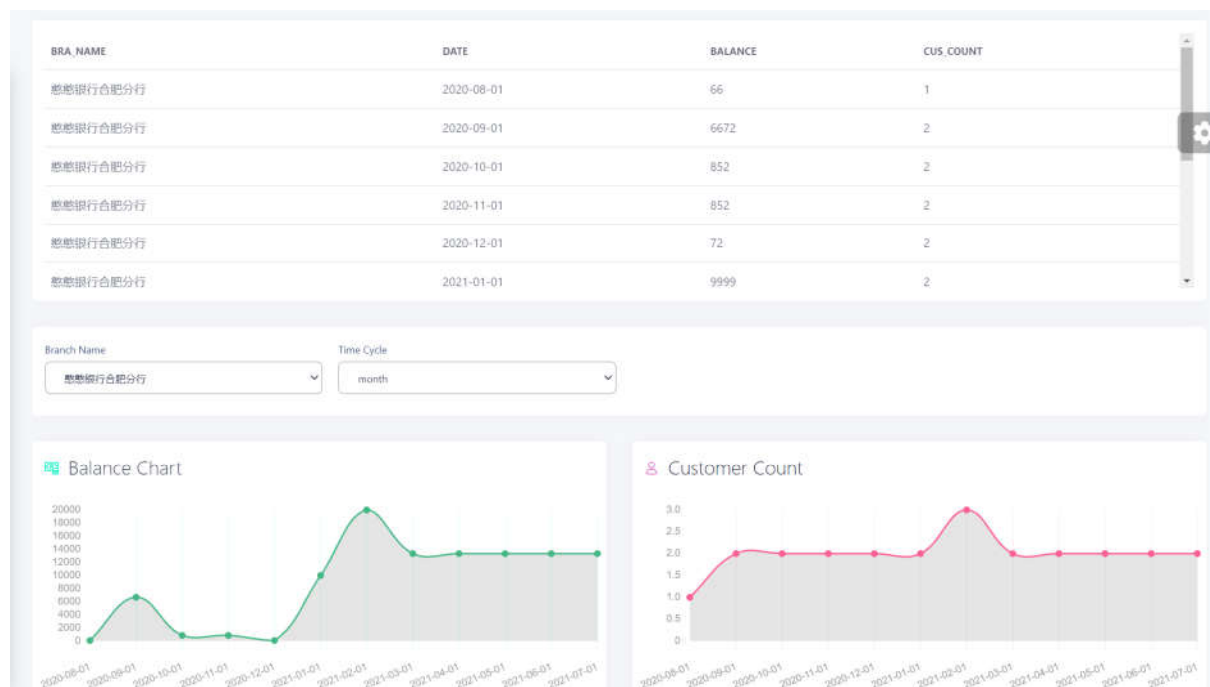 BRA_NAME DATE BALANCE CUS_COUNT
憨憨银行合肥分行 2020-08-01 66 1
憨憨银行合肥分行 2020-09-01 6672 2
憨憨银行合肥分行 2020-10-01 852 2
憨憨银行合肥分行 2020-11-01 852 2
憨憨银行合肥分行 2020-12-01 72 2
憨憨银行合肥分行 2021-01-01 9999 2
Branch Name Time Cycle
憨憨银行合肥分行 month
Balance Chart
20000
18000
16000
14000
12000
10000
8000
6000
4000
2000
0
2020-08-01 2020-09-01 2020-10-01 2020-11-01 2020-12-01 2021-01-01 2021-02-01 2021-03-01 2021-04-01 2021-05-01 2021-06-01 2021-07-01
Customer Count
3.0
2.5
2.0
1.5
1.0
0.5
0
2020-08-01 2020-09-01 2020-10-01 2020-11-01 2020-12-01 2021-01-01 2021-02-01 2021-03-01 2021-04-01 2021-05-01 2021-06-01 2021-07-01